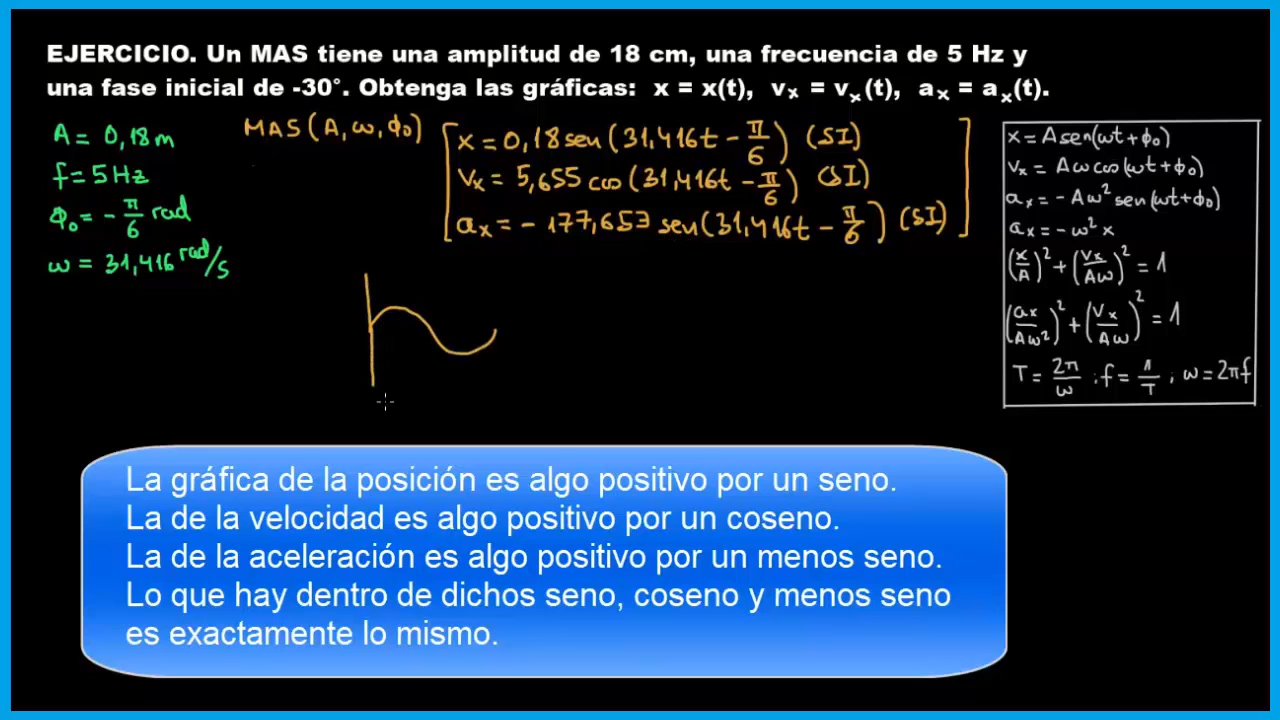 EJERCICIO. Un MAS tiene una amplitud de 18 cm, una frecuencia de 5 Hz y
una fase inicial de -30°. Obtenga las gráficas: x = x(t), vₓ = vₓ(t), aₓ = aₓ(t).
A = 0,18 m
f = 5 Hz
ϕ₀ = - π/6 rad
ω = 31,416 rad/s
MAS (A, ω, ϕ₀)
x = 0,18 sen (31,416t - π/6) (SI)
vₓ = 5,655 cos (31,416t - π/6) (SI)
aₓ = - 177,653 sen (31,416t - π/6) (SI)
x = A sen(ωt + ϕ₀)
vₓ = Aω cos(ωt + ϕ₀)
aₓ = - Aω² sen(ωt + ϕ₀)
aₓ = - ω² x
(x/A)² + (vₓ/Aω)² = 1
(aₓ/Aω²)² + (vₓ/Aω)² = 1
T = 2π/ω ; f = 1/T ; ω = 2πf
La gráfica de la posición es algo positivo por un seno.
La de la velocidad es algo positivo por un coseno.
La de la aceleración es algo positivo por un menos seno.
Lo que hay dentro de dichos seno, coseno y menos seno
es exactamente lo mismo.